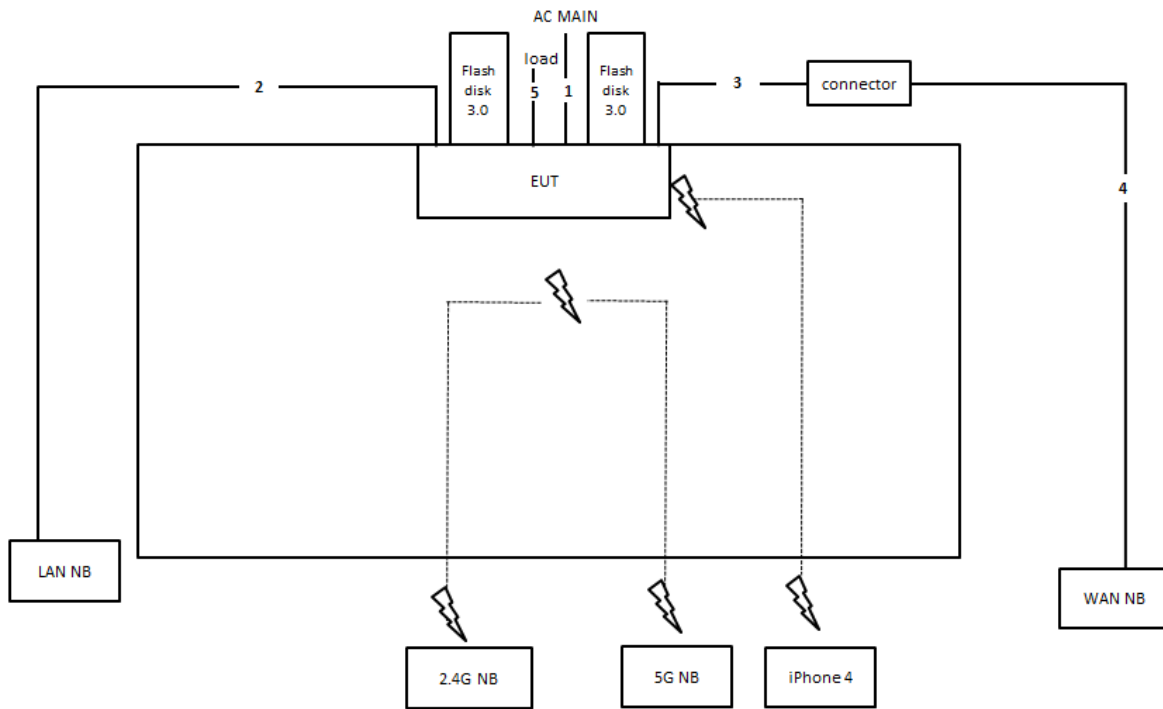 AC MAIN
load
Flash
disk
3.0
Flash
disk
3.0
2
5
1
3
connector
EUT
4
LAN NB
WAN NB
2.4G NB
5G NB
iPhone 4